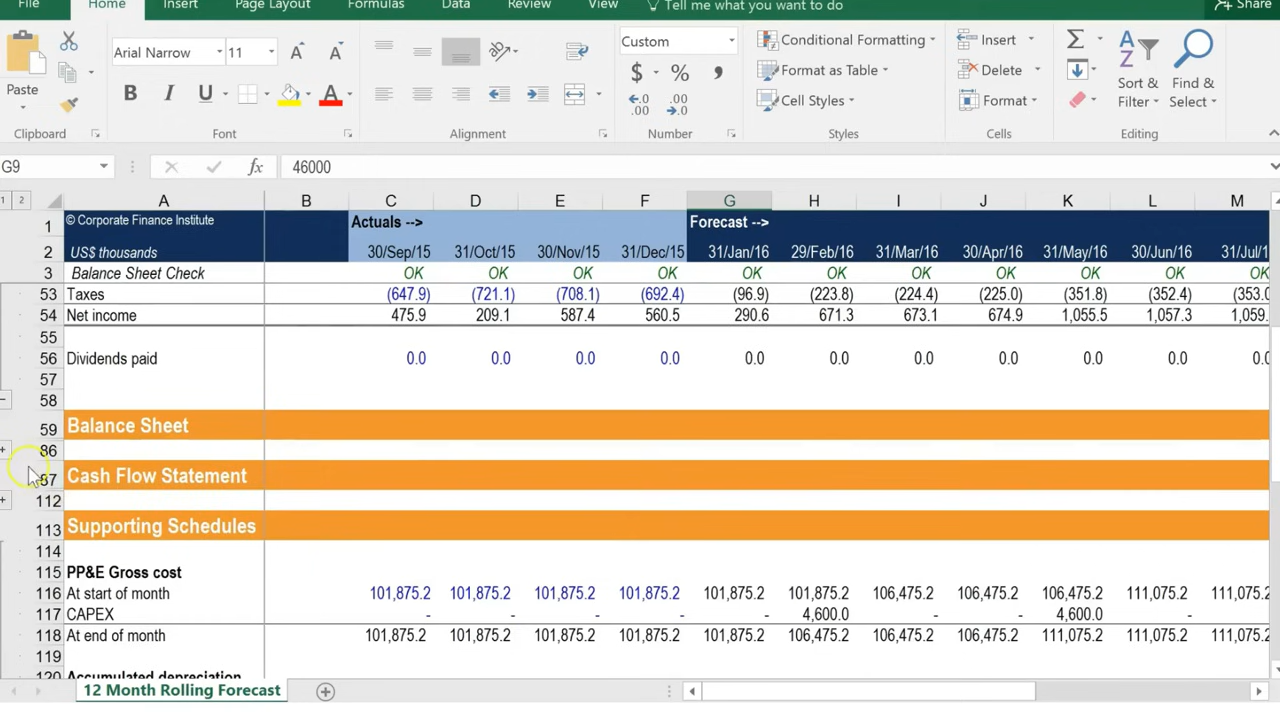 File Home Insert Page Layout Formulas Data Review View Tell me what you want to do Share
Arial Narrow 11 A A Custom Conditional Formatting Insert Σ A Z
Paste B I U A $ % , Format as Table Delete Sort & Find &
Cell Styles Format Filter Select
←.0 .00 .00 →.0
Clipboard Font Alignment Number Styles Cells Editing
G9 fx 46000
1 2 A B C D E F G H I J K L M
1 © Corporate Finance Institute Actuals --> Forecast -->
2 US$ thousands 30/Sep/15 31/Oct/15 30/Nov/15 31/Dec/15 31/Jan/16 29/Feb/16 31/Mar/16 30/Apr/16 31/May/16 30/Jun/16 31/Jul/1
3 Balance Sheet Check OK OK OK OK OK OK OK OK OK OK OK
53 Taxes (647.9) (721.1) (708.1) (692.4) (96.9) (223.8) (224.4) (225.0) (351.8) (352.4) (353.0
54 Net income 475.9 209.1 587.4 560.5 290.6 671.3 673.1 674.9 1,055.5 1,057.3 1,059.
55
56 Dividends paid 0.0 0.0 0.0 0.0 0.0 0.0 0.0 0.0 0.0 0.0 0.0
57
58
59 Balance Sheet
86
87 Cash Flow Statement
112
113 Supporting Schedules
114
115 PP&E Gross cost
116 At start of month 101,875.2 101,875.2 101,875.2 101,875.2 101,875.2 101,875.2 106,475.2 106,475.2 106,475.2 111,075.2 111,075.
117 CAPEX - - - - - 4,600.0 - - 4,600.0 - -
118 At end of month 101,875.2 101,875.2 101,875.2 101,875.2 101,875.2 106,475.2 106,475.2 106,475.2 111,075.2 111,075.2 111,075.
119
120 Accumulated depreciation
12 Month Rolling Forecast